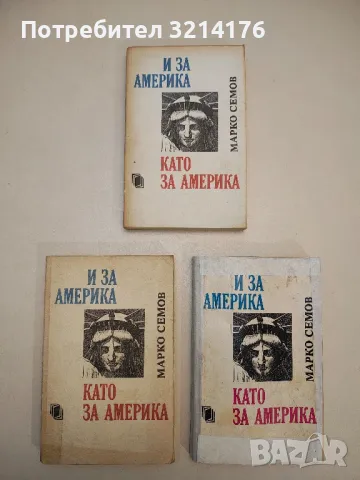 Потребител 3214176
И ЗА
АМЕРИКА
КАТО
ЗА АМЕРИКА
МАРКО СЕМОВ
И ЗА
АМЕРИКА
КАТО
ЗА АМЕРИКА
МАРКО СЕМОВ
И ЗА
АМЕРИКА
КАТО
ЗА АМЕРИКА
МАРКО СЕМОВ
BAZAR